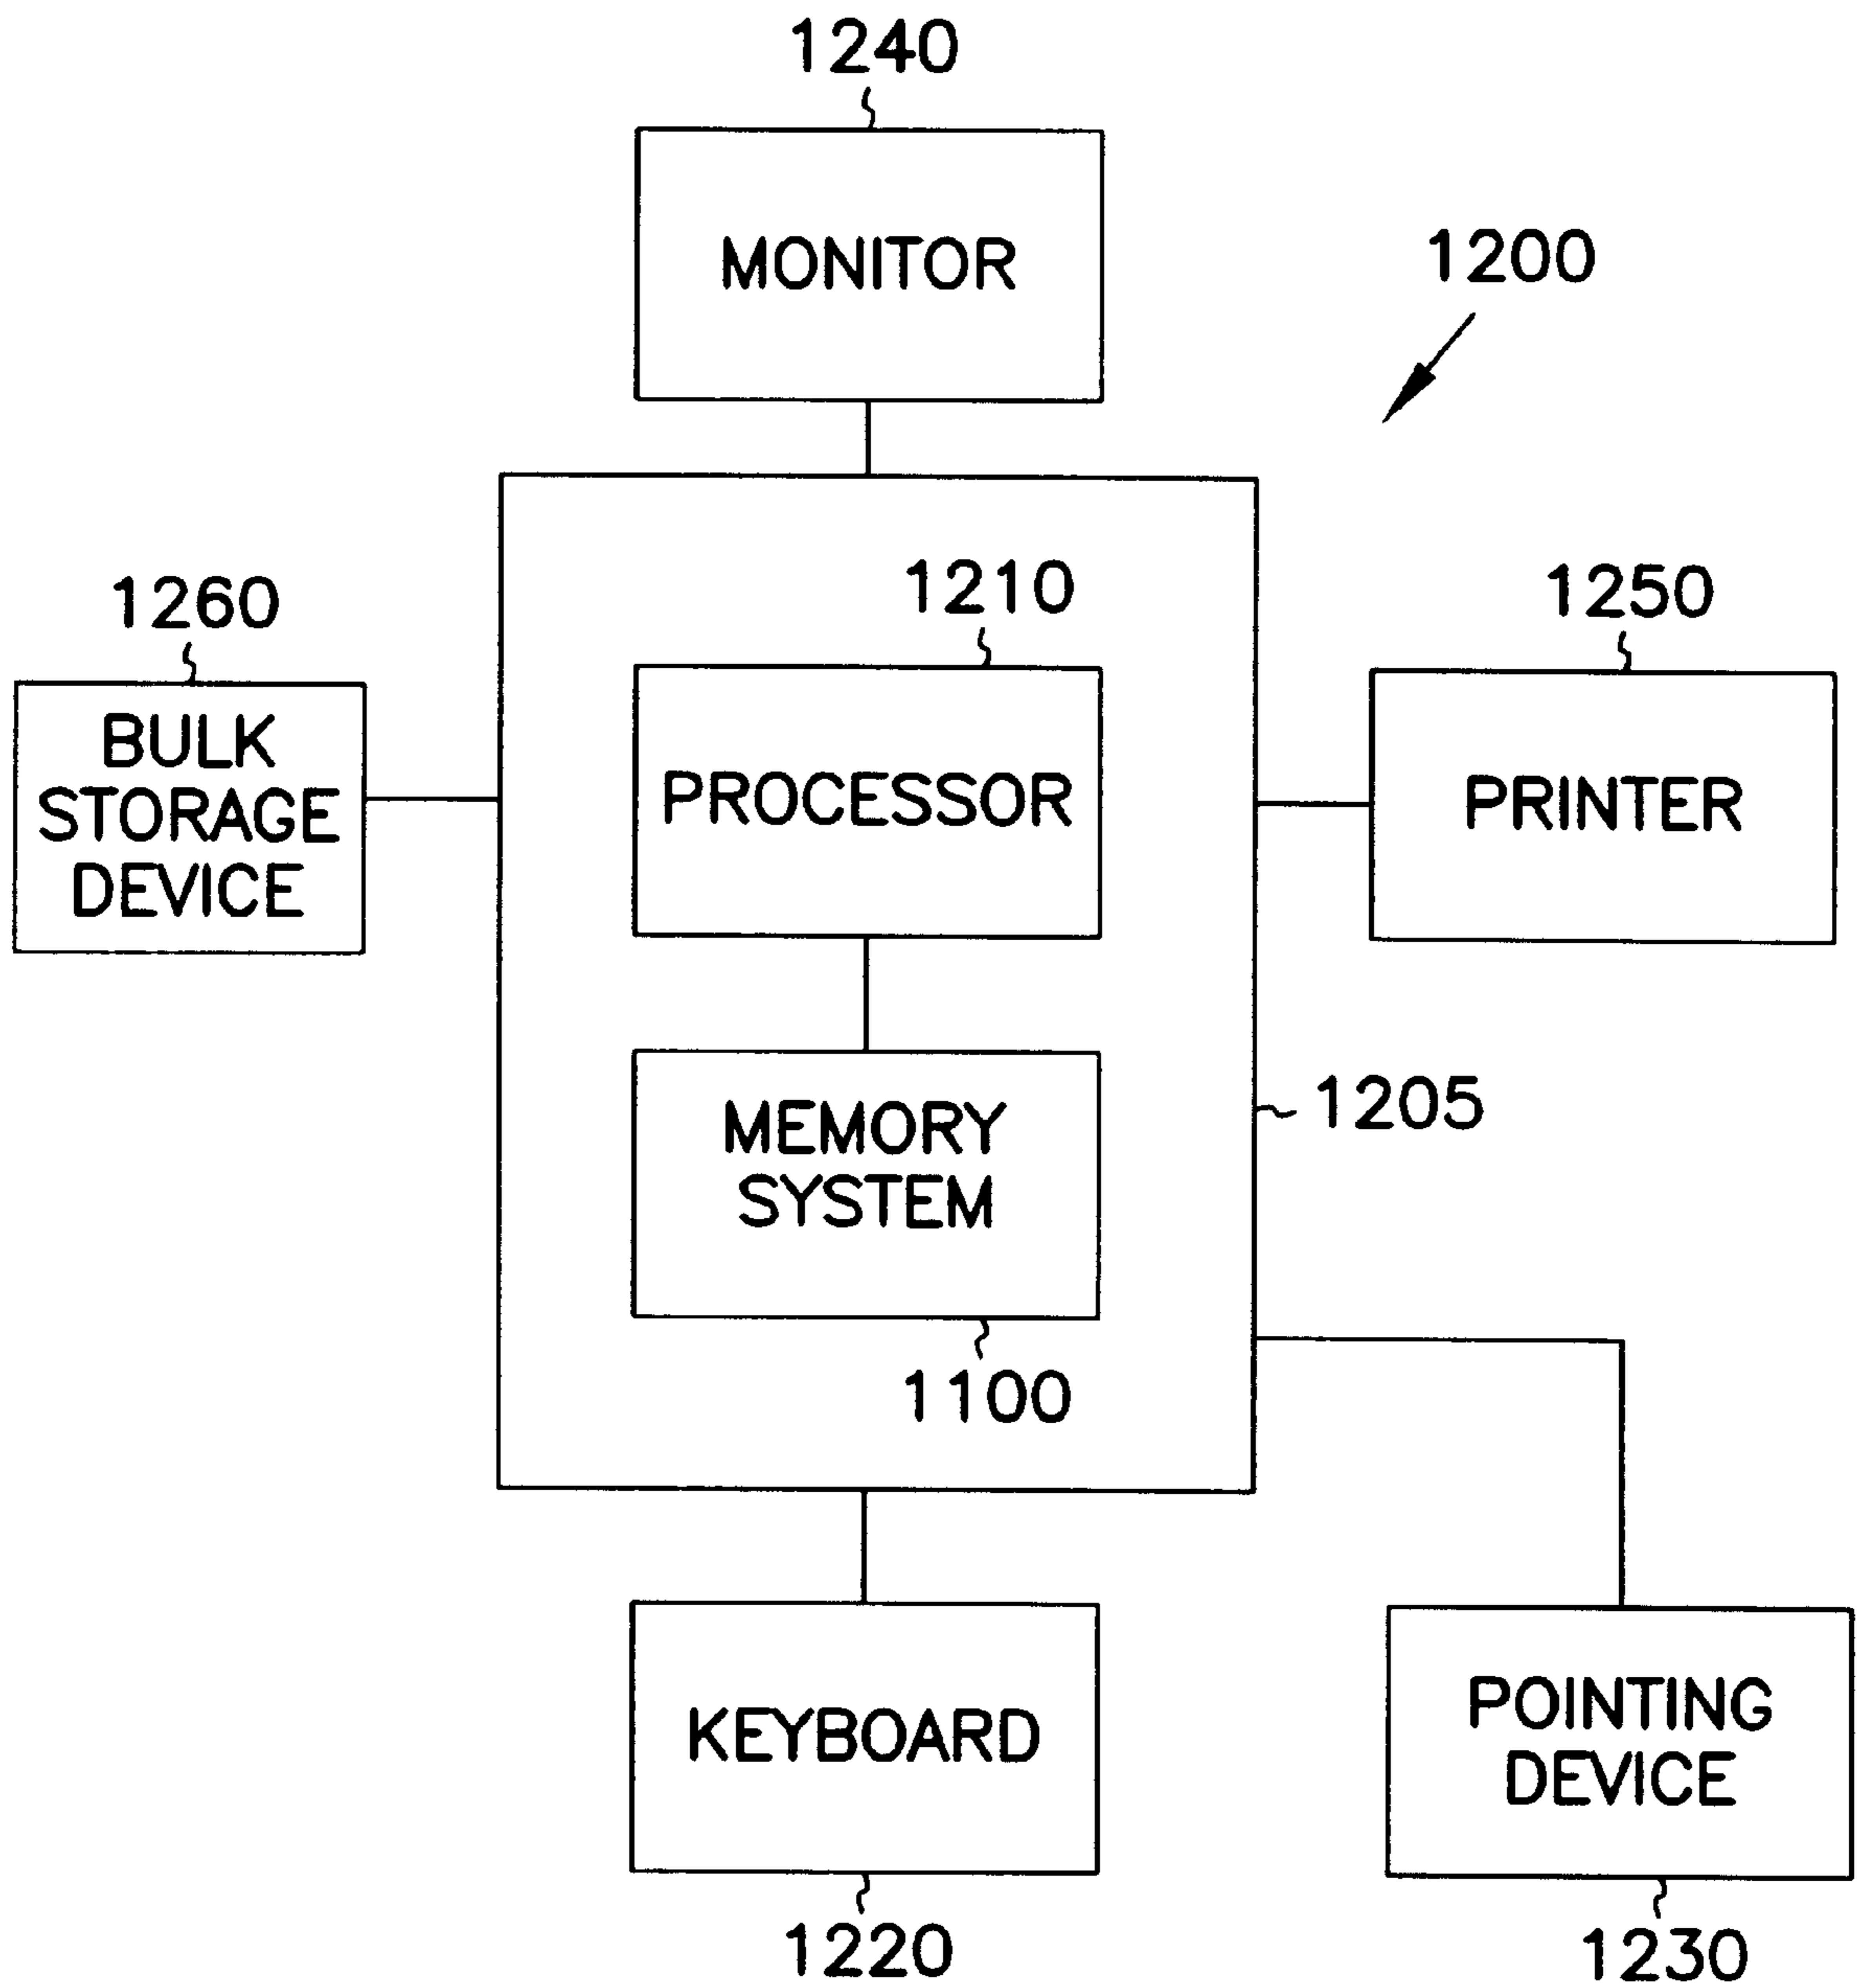 1240
MONITOR
1200
1260
BULK
STORAGE
DEVICE
1210
PROCESSOR
1250
PRINTER
MEMORY
SYSTEM
1205
1100
KEYBOARD
1220
POINTING
DEVICE
1230